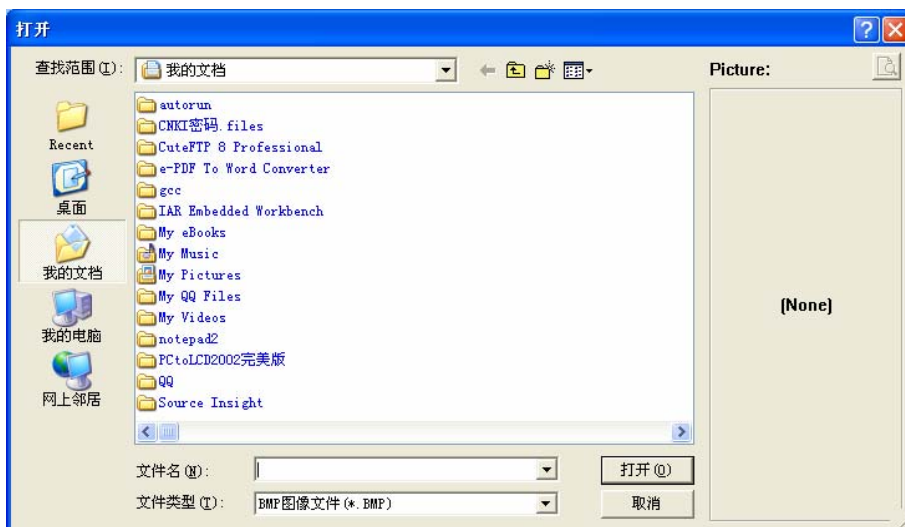 打开
查找范围(I):
我的文档
Picture:
Recent
桌面
我的文档
我的电脑
网上邻居
autorun
CNKI密码.files
CuteFTP 8 Professional
e-PDF To Word Converter
gcc
IAR Embedded Workbench
My eBooks
My Music
My Pictures
My QQ Files
My Videos
notepad2
PCtoLCD2002完美版
QQ
Source Insight
(None)
文件名(N):
打开(O)
文件类型(T):
BMP图像文件(*.BMP)
取消